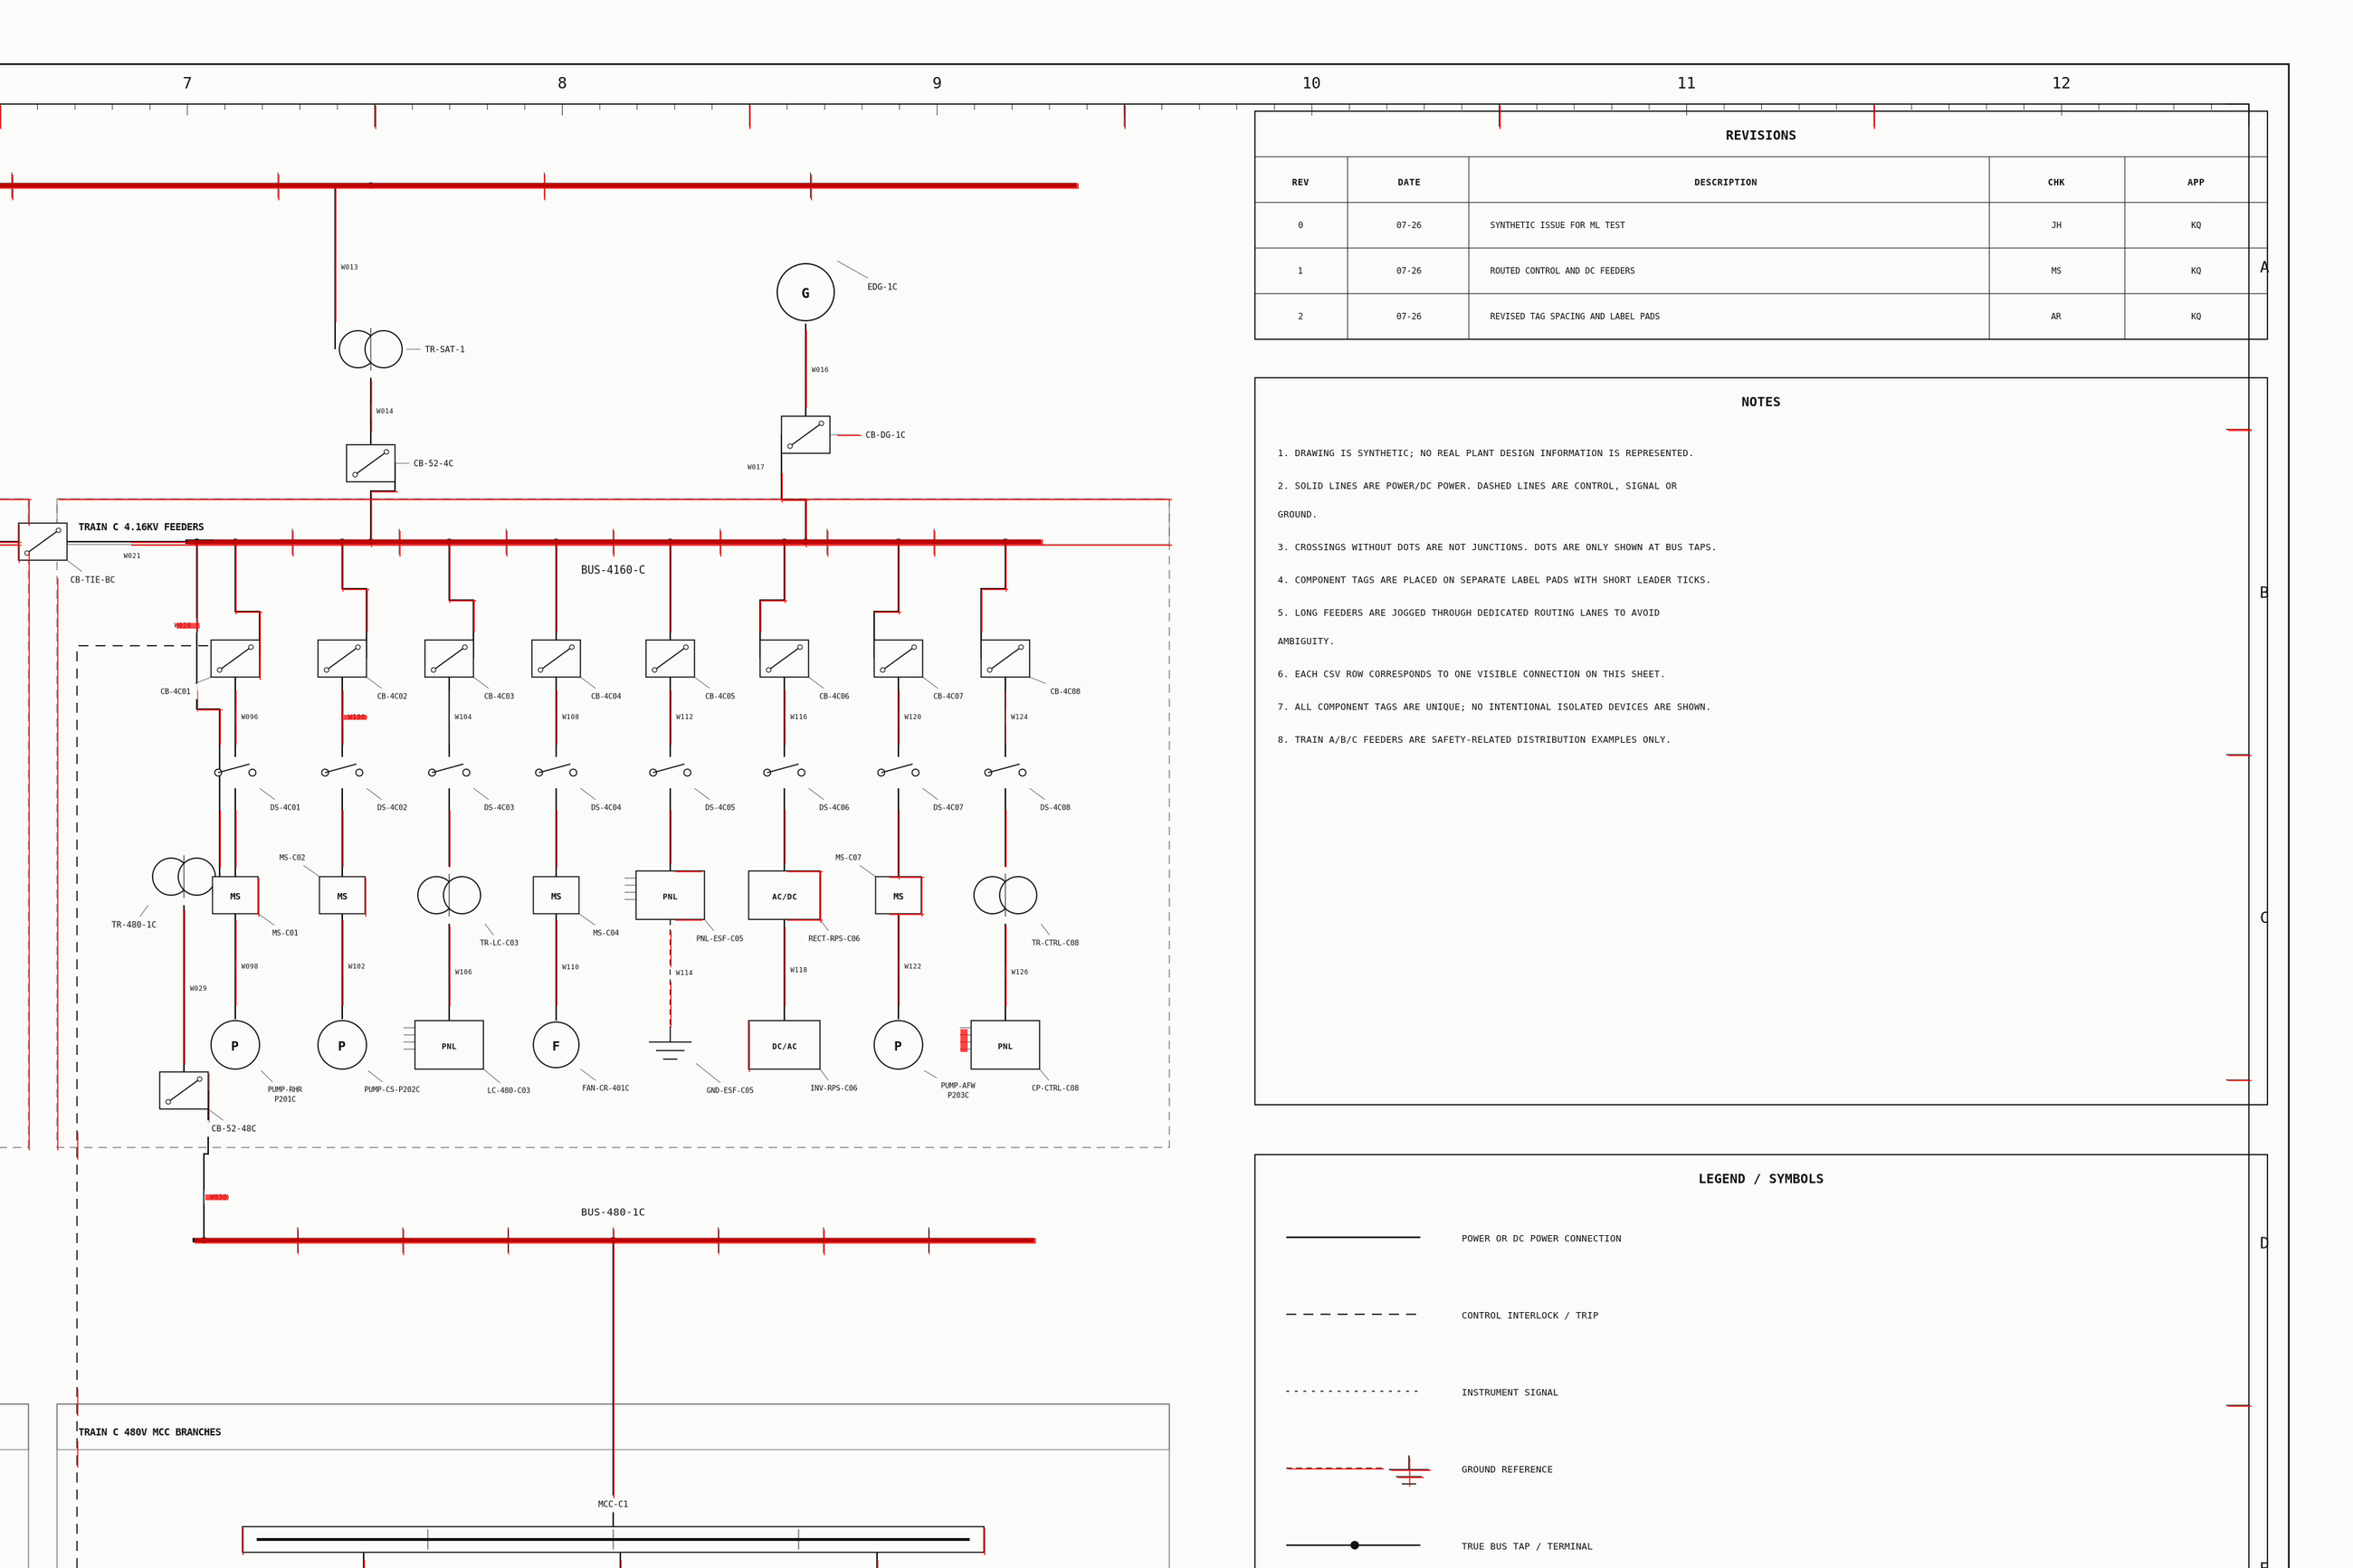 7 8 9 10 11 12
REVISIONS
REV DATE DESCRIPTION CHK APP
0 07-26 SYNTHETIC ISSUE FOR ML TEST JH KQ
1 07-26 ROUTED CONTROL AND DC FEEDERS MS KQ
2 07-26 REVISED TAG SPACING AND LABEL PADS AR KQ
A
W013
G
EDG-1C
TR-SAT-1
W016
W014
CB-DG-1C
CB-52-4C
W017
NOTES
1. DRAWING IS SYNTHETIC; NO REAL PLANT DESIGN INFORMATION IS REPRESENTED.
2. SOLID LINES ARE POWER/DC POWER. DASHED LINES ARE CONTROL, SIGNAL OR
GROUND.
3. CROSSINGS WITHOUT DOTS ARE NOT JUNCTIONS. DOTS ARE ONLY SHOWN AT BUS TAPS.
4. COMPONENT TAGS ARE PLACED ON SEPARATE LABEL PADS WITH SHORT LEADER TICKS.
5. LONG FEEDERS ARE JOGGED THROUGH DEDICATED ROUTING LANES TO AVOID
AMBIGUITY.
6. EACH CSV ROW CORRESPONDS TO ONE VISIBLE CONNECTION ON THIS SHEET.
7. ALL COMPONENT TAGS ARE UNIQUE; NO INTENTIONAL ISOLATED DEVICES ARE SHOWN.
8. TRAIN A/B/C FEEDERS ARE SAFETY-RELATED DISTRIBUTION EXAMPLES ONLY.
B
TRAIN C 4.16KV FEEDERS
W021
CB-TIE-BC
BUS-4160-C
CB-4C01 CB-4C02 CB-4C03 CB-4C04 CB-4C05 CB-4C06 CB-4C07 CB-4C08
W096 W104 W108 W112 W116 W120 W124
DS-4C01 DS-4C02 DS-4C03 DS-4C04 DS-4C05 DS-4C06 DS-4C07 DS-4C08
MS-C02 MS-C07
MS MS MS PNL AC/DC MS
TR-480-1C MS-C01 TR-LC-C03 MS-C04 PNL-ESF-C05 RECT-RPS-C06 TR-CTRL-C08
C
W029 W098 W102 W106 W110 W114 W118 W122 W126
P P PNL F DC/AC P PNL
PUMP-RHR
P201C
PUMP-CS-P202C LC-480-C03 FAN-CR-401C GND-ESF-C05 INV-RPS-C06
PUMP-AFW
P203C
CP-CTRL-C08
CB-52-48C
BUS-480-1C
LEGEND / SYMBOLS
POWER OR DC POWER CONNECTION
D
CONTROL INTERLOCK / TRIP
INSTRUMENT SIGNAL
GROUND REFERENCE
TRUE BUS TAP / TERMINAL
TRAIN C 480V MCC BRANCHES
MCC-C1